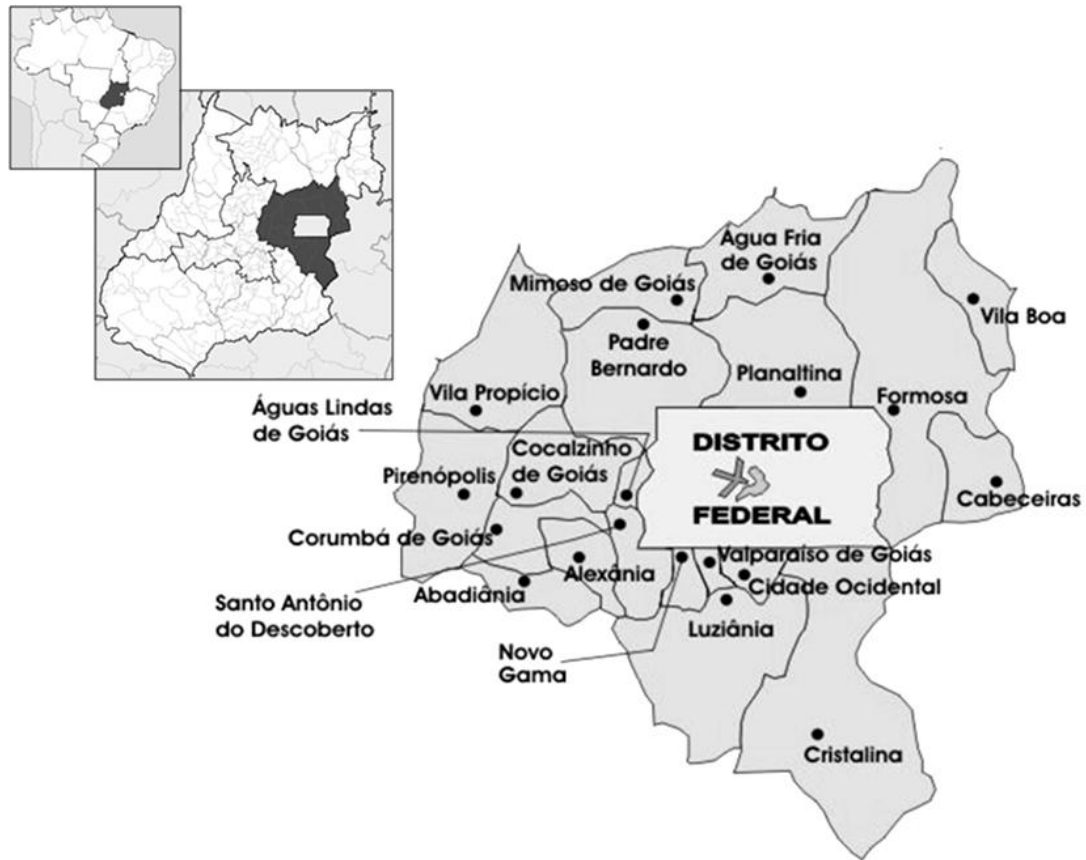 Água Fria
de Goiás
Mimoso de Goiás
Vila Boa
Padre
Bernardo
Planaltina
Vila Propício
Formosa
Águas Lindas
de Goiás
DISTRITO
FEDERAL
Cocalzinho
de Goiás
Pirenópolis
Cabeceiras
Corumbá de Goiás
Valparaíso de Goiás
Alexânia
Cidade Ocidental
Abadiânia
Santo Antônio
do Descoberto
Luziânia
Novo
Gama
Cristalina